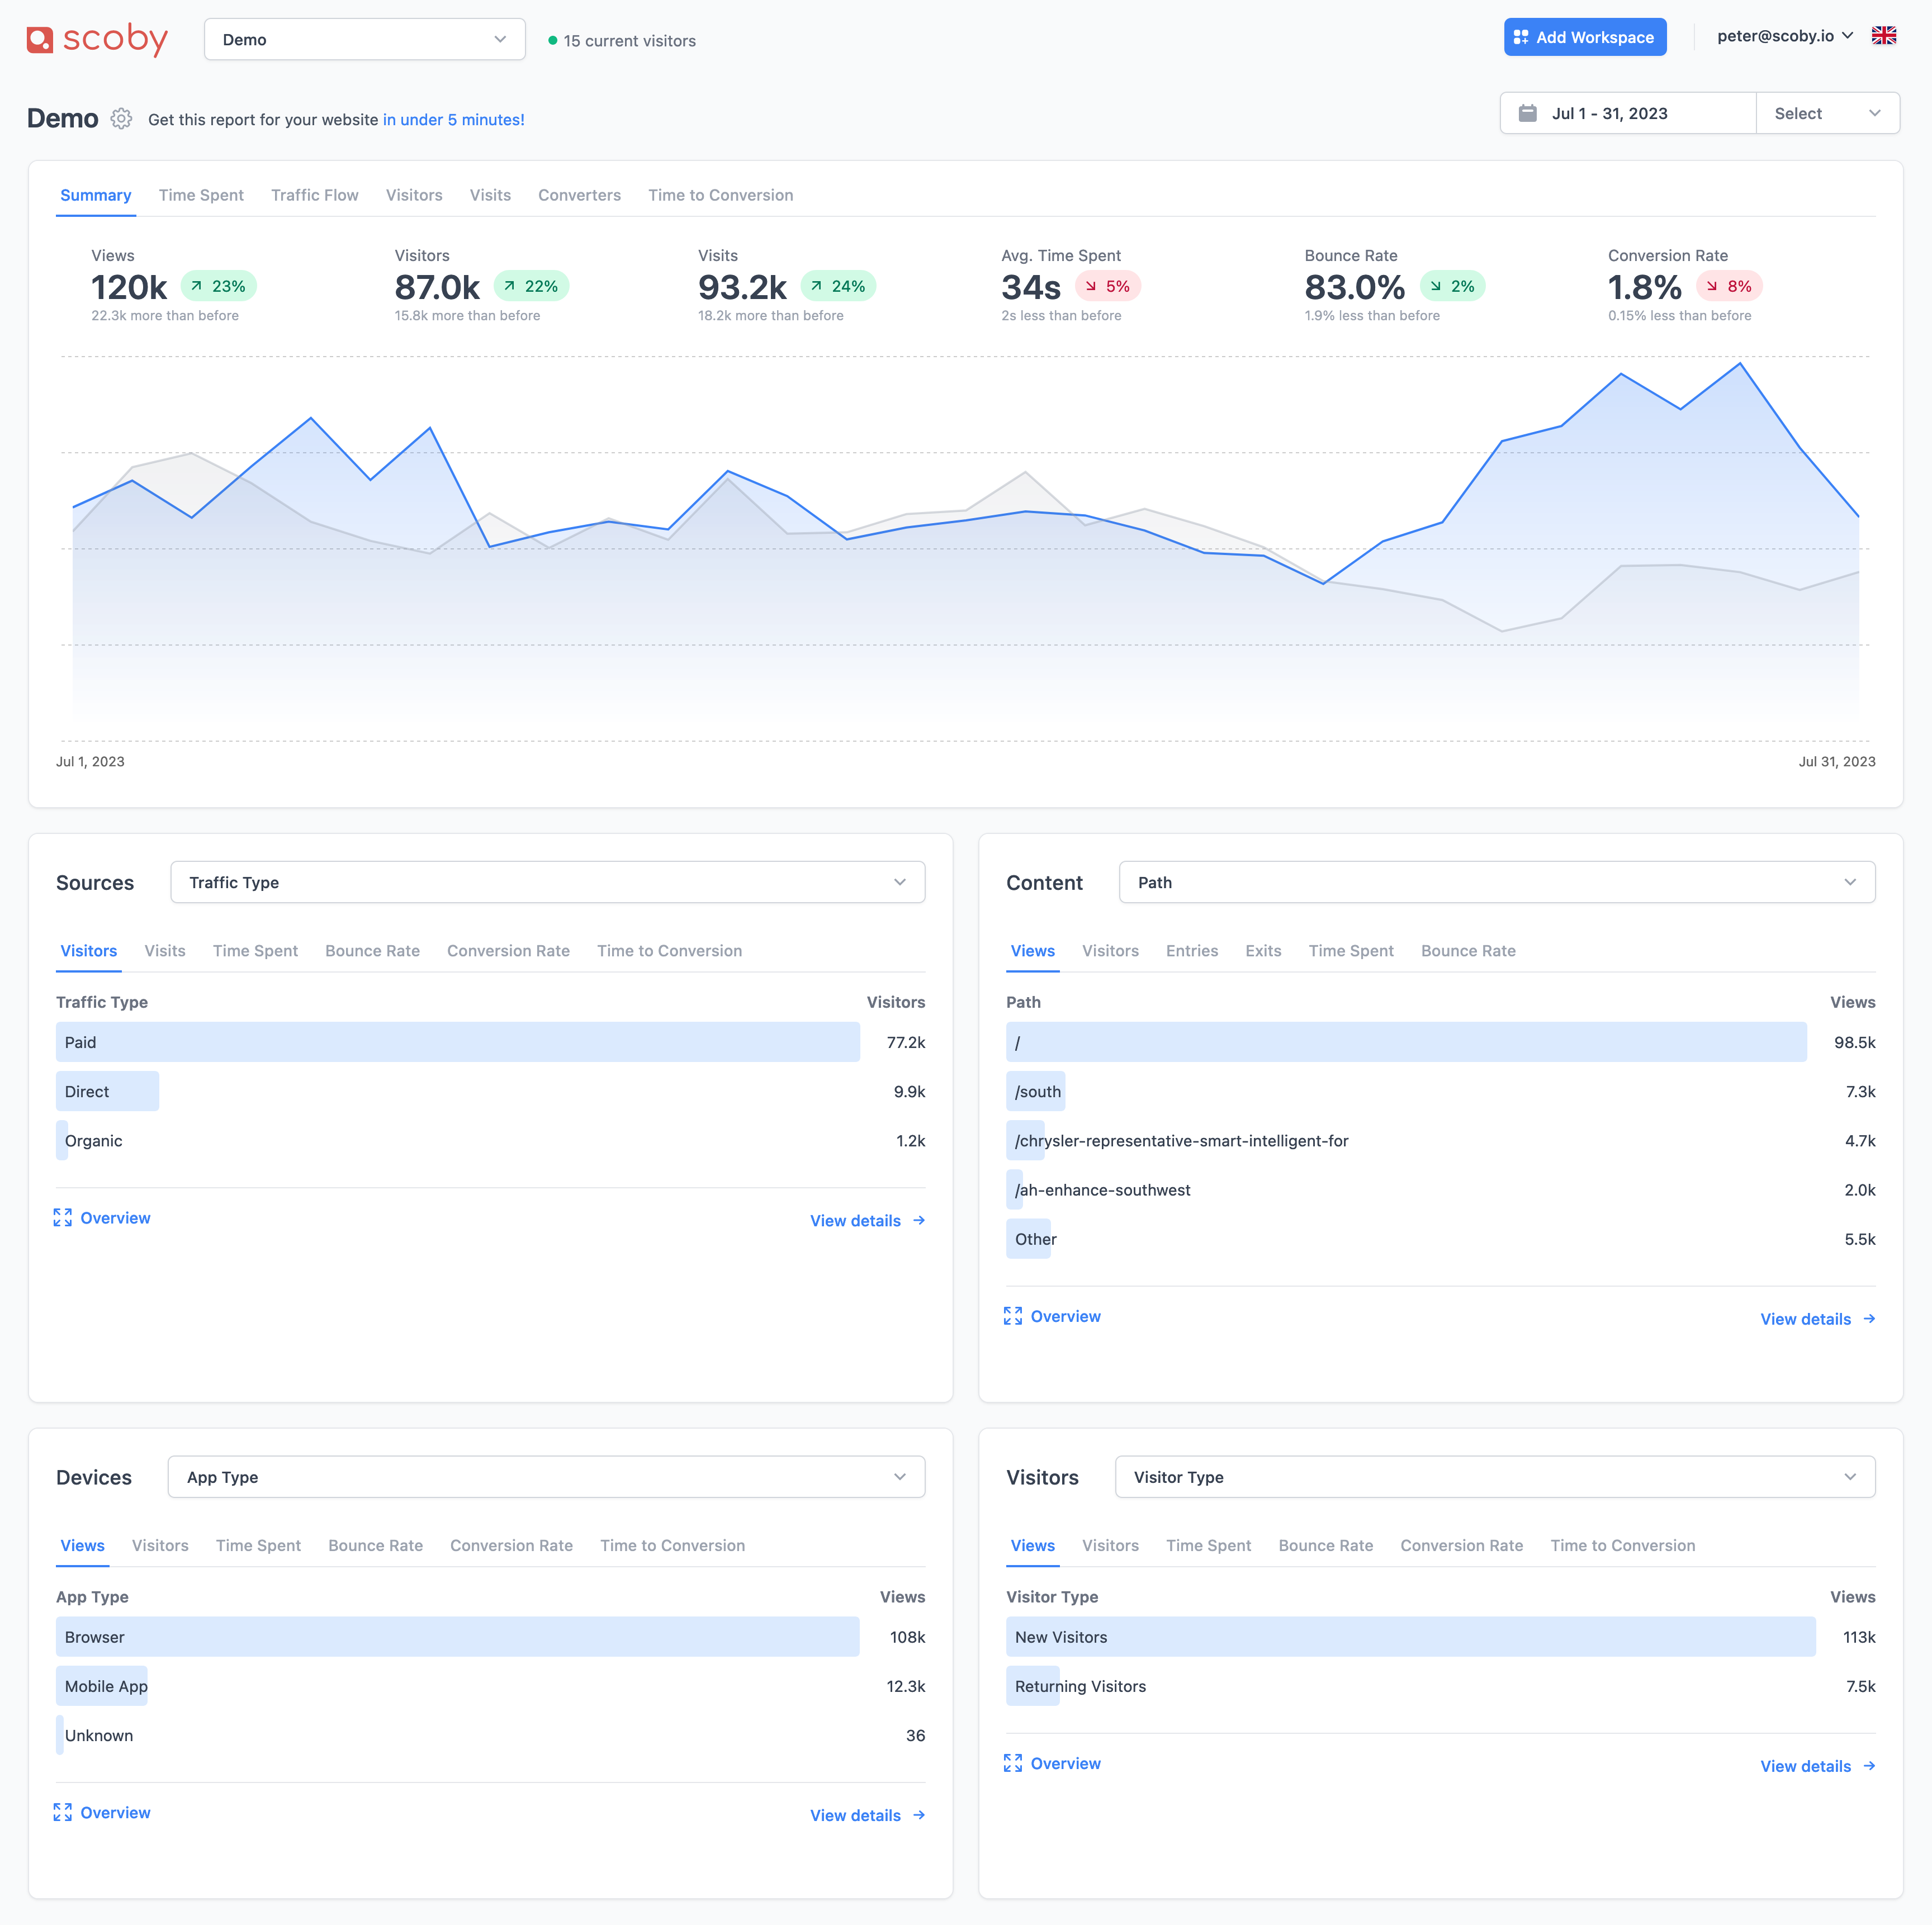 scoby
Demo
15 current visitors
Add Workspace
peter@scoby.io
Demo
Get this report for your website in under 5 minutes!
Jul 1 - 31, 2023
Select
Summary Time Spent Traffic Flow Visitors Visits Converters Time to Conversion
Views Visitors Visits Avg. Time Spent Bounce Rate Conversion Rate
120k 23% 87.0k 22% 93.2k 24% 34s 5% 83.0% 2% 1.8% 8%
22.3k more than before 15.8k more than before 18.2k more than before 2s less than before 1.9% less than before 0.15% less than before
Jul 1, 2023 Jul 31, 2023
Sources Traffic Type
Visitors Visits Time Spent Bounce Rate Conversion Rate Time to Conversion
Traffic Type Visitors
Paid 77.2k
Direct 9.9k
Organic 1.2k
Overview View details
Content Path
Views Visitors Entries Exits Time Spent Bounce Rate
Path Views
/ 98.5k
/south 7.3k
/chrysler-representative-smart-intelligent-for 4.7k
/ah-enhance-southwest 2.0k
Other 5.5k
Overview View details
Devices App Type
Views Visitors Time Spent Bounce Rate Conversion Rate Time to Conversion
App Type Views
Browser 108k
Mobile App 12.3k
Unknown 36
Overview View details
Visitors Visitor Type
Views Visitors Time Spent Bounce Rate Conversion Rate Time to Conversion
Visitor Type Views
New Visitors 113k
Returning Visitors 7.5k
Overview View details